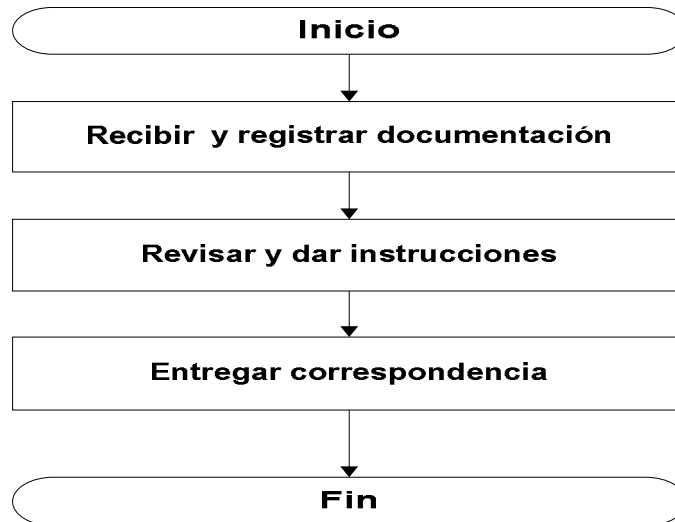 Inicio
Recibir y registrar documentación
Revisar y dar instrucciones
Entregar correspondencia
Fin